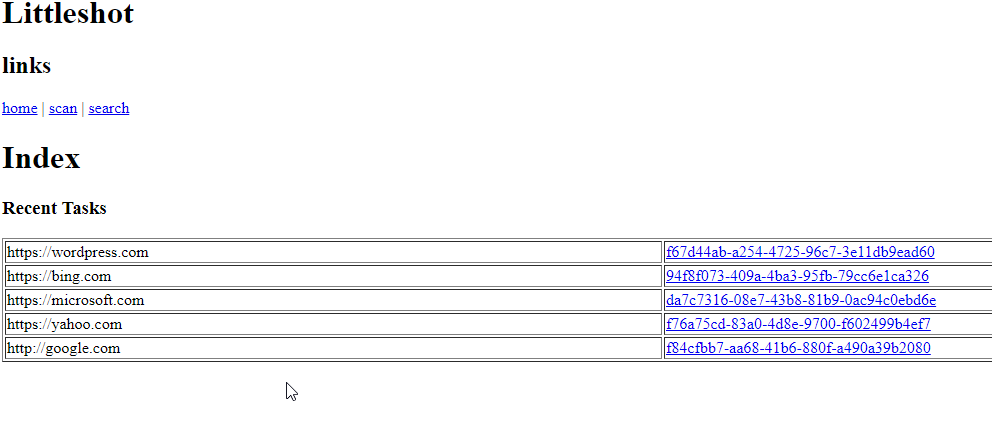 Littleshot
links
home | scan | search
Index
Recent Tasks
https://wordpress.com f67d44ab-a254-4725-96c7-3e11db9ead60
https://bing.com 94f8f073-409a-4ba3-95fb-79cc6e1ca326
https://microsoft.com da7c7316-08e7-43b8-81b9-0ac94c0ebd6e
https://yahoo.com f76a75cd-83a0-4d8e-9700-f602499b4ef7
http://google.com f84cfbb7-aa68-41b6-880f-a490a39b2080